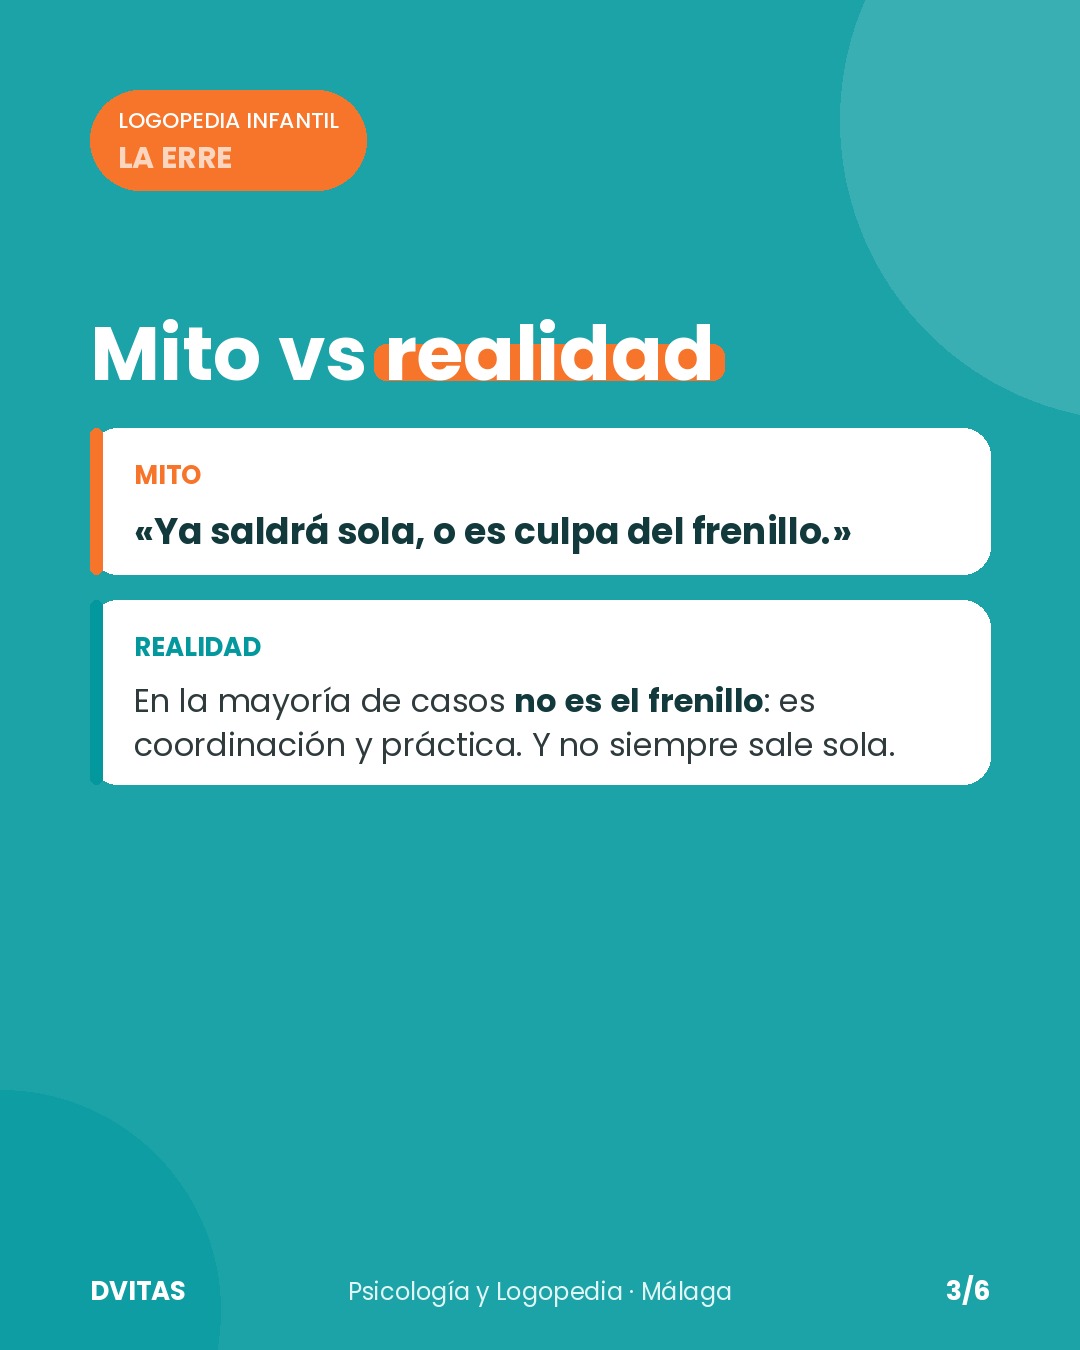 LOGOPEDIA INFANTIL
LA ERRE
Mito vs realidad
MITO
«Ya saldrá sola, o es culpa del frenillo.»
REALIDAD
En la mayoría de casos no es el frenillo: es
coordinación y práctica. Y no siempre sale sola.
DVITAS
Psicología y Logopedia · Málaga
3/6